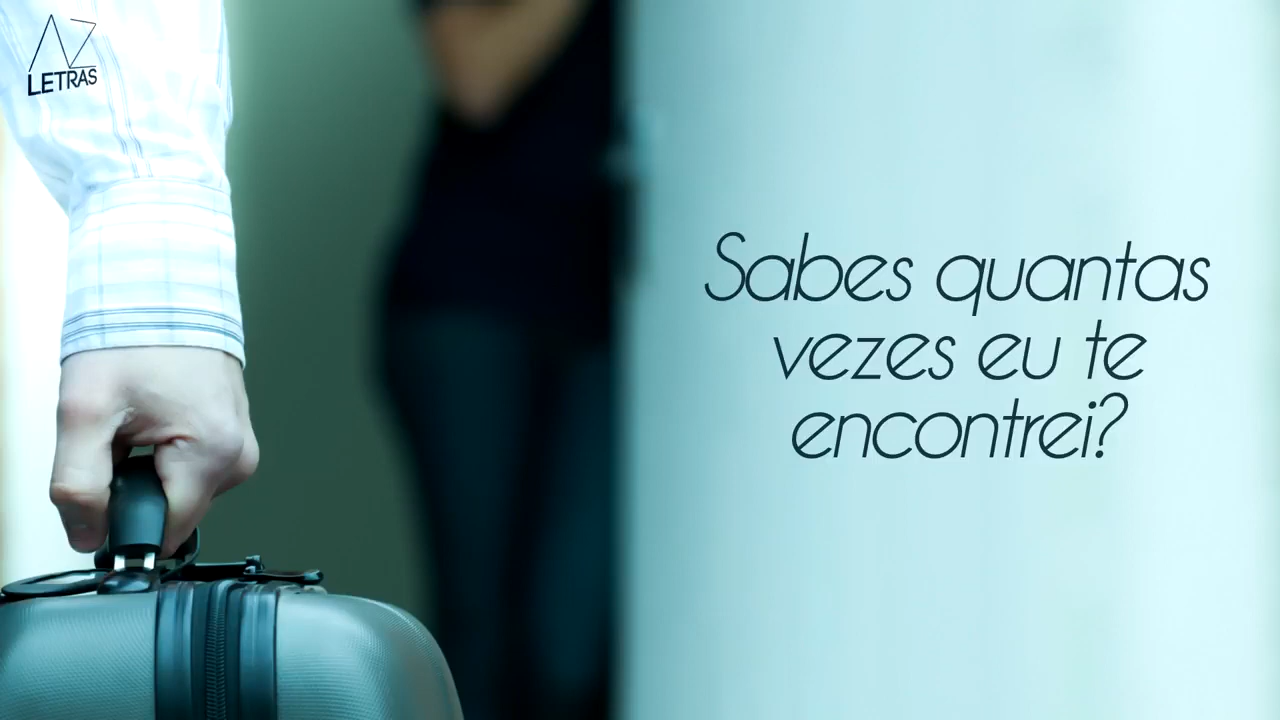 AZ
LETRAS
Sabes quantas
vezes eu te
encontrei?